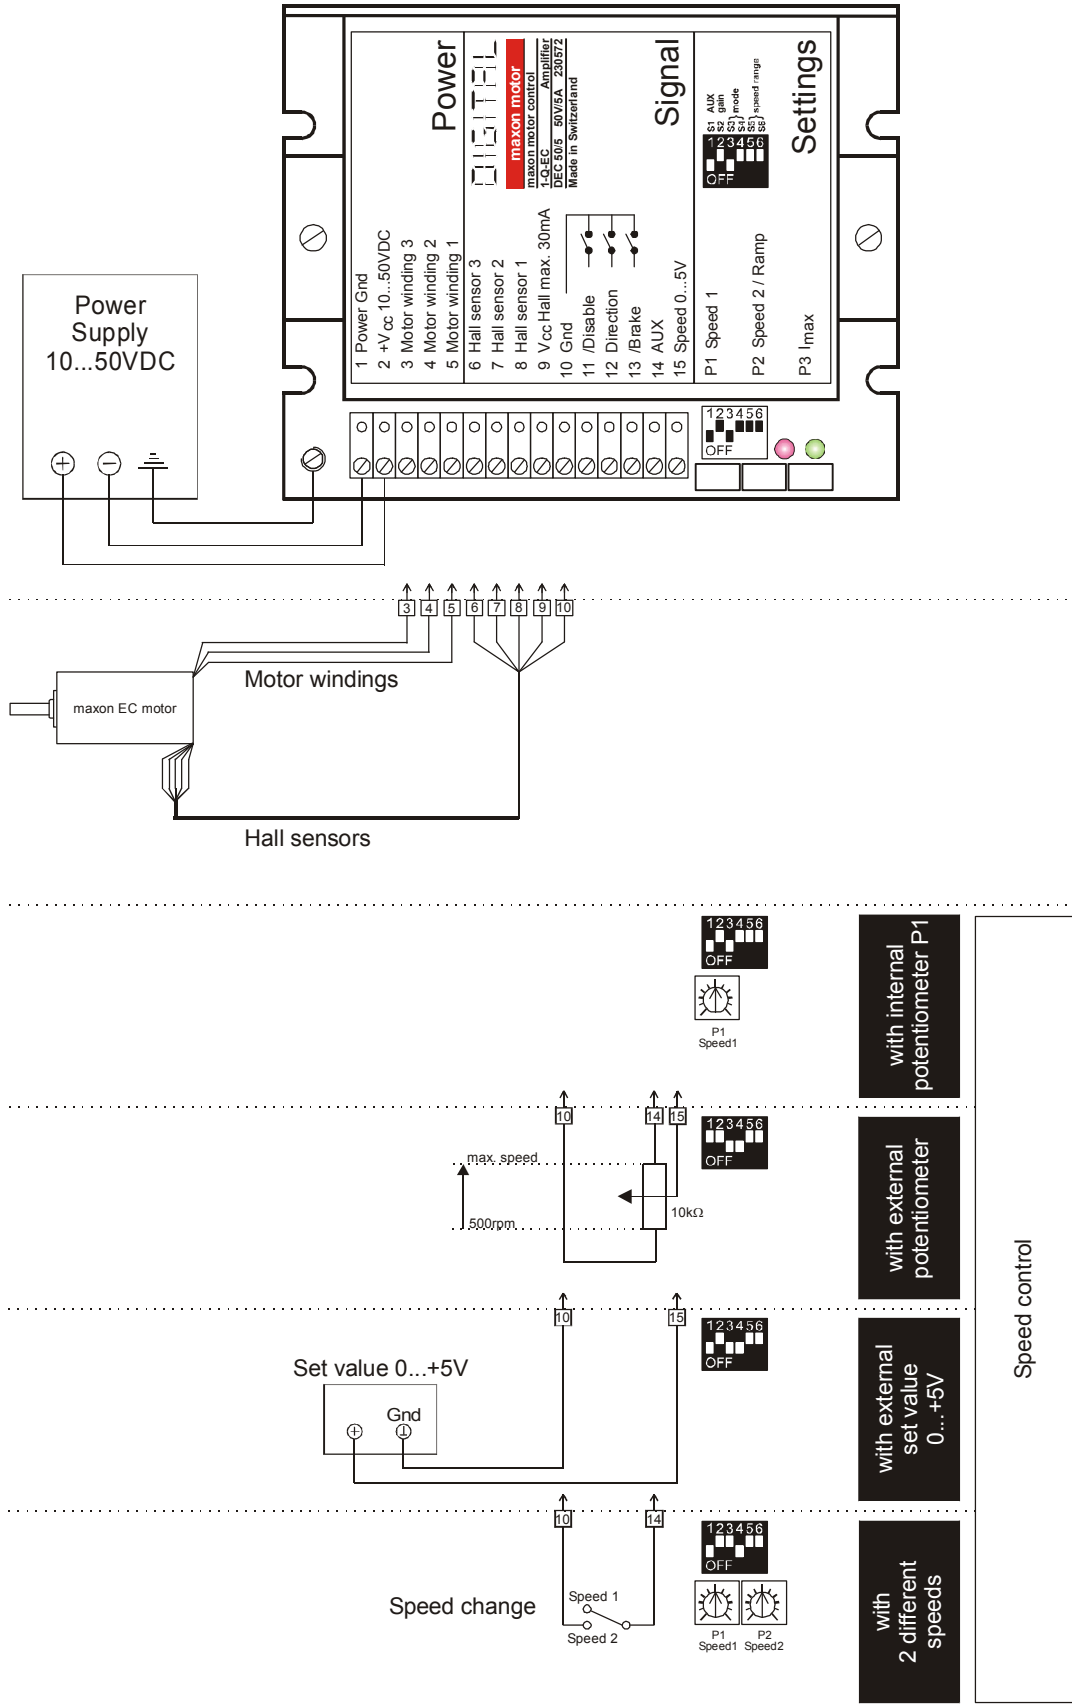 Power
Supply
10...50VDC
Power
1 Power Gnd
2 +Vcc 10...50VDC
3 Motor winding 3
4 Motor winding 2
5 Motor winding 1
DIGITAL
maxon motor
maxon motor control
1-Q-EC Amplifier
DEC 50/5 50V/5A 230572
Made in Switzerland
Signal
6 Hall sensor 3
7 Hall sensor 2
8 Hall sensor 1
9 Vcc Hall max. 30mA
10 Gnd
11 /Disable
12 Direction
13 /Brake
14 AUX
15 Speed 0...5V
Settings
S1 AUX
S2 gain
S3 } mode
S4
S5 } speed range
S6
123456
OFF
P1 Speed 1
P2 Speed 2 / Ramp
P3 Imax
123456
OFF
3 4 5 6 7 8 9 10
Motor windings
maxon EC motor
Hall sensors
123456
OFF
P1
Speed1
with internal
potentiometer P1
10 14 15
123456
OFF
max. speed
500rpm
10kΩ
with external
potentiometer
Speed control
10 15
123456
OFF
Set value 0...+5V
Gnd
with external
set value
0...+5V
10 14
123456
OFF
Speed change
Speed 1
Speed 2
P1
Speed1
P2
Speed2
with
2 different
speeds